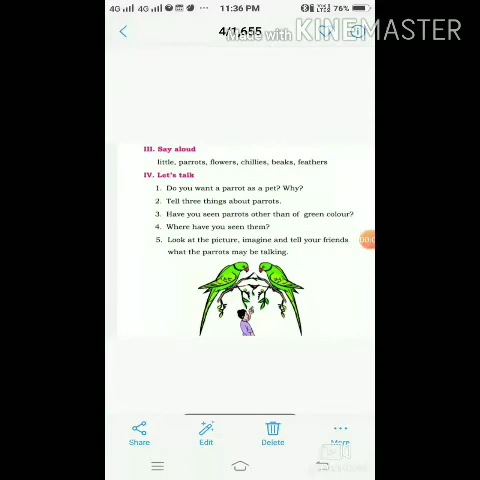 4G 4G 11:36 PM 76%
4/1,655
Made with KINEMASTER
III. Say aloud
little, parrots, flowers, chillies, beaks, feathers
IV. Let's talk
1. Do you want a parrot as a pet? Why?
2. Tell three things about parrots.
3. Have you seen parrots other than of green colour?
4. Where have you seen them?
5. Look at the picture, imagine and tell your friends
what the parrots may be talking.
Share Edit Delete More